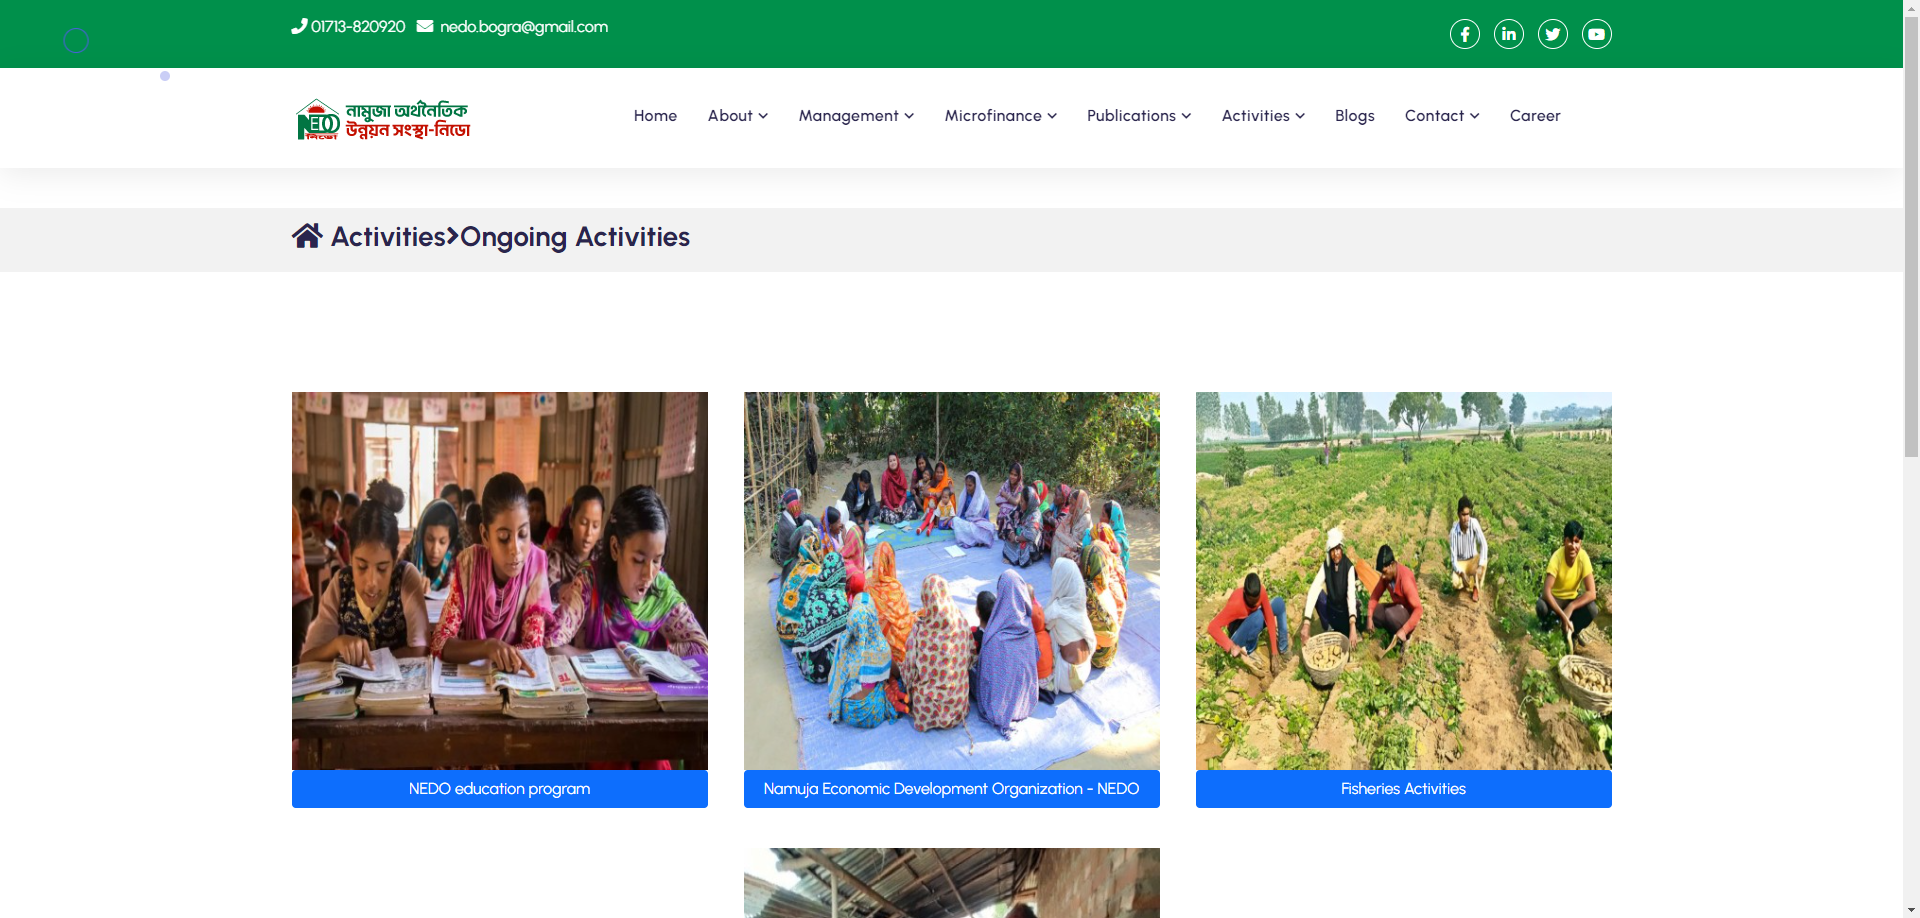 01713-820920 nedo.bogra@gmail.com
নামুজা অর্থনৈতিক
উন্নয়ন সংস্থা-নিডো
NEDO
নিডো
Home About Management Microfinance Publications Activities Blogs Contact Career
Activities>Ongoing Activities
NEDO education program
Namuja Economic Development Organization - NEDO
Fisheries Activities